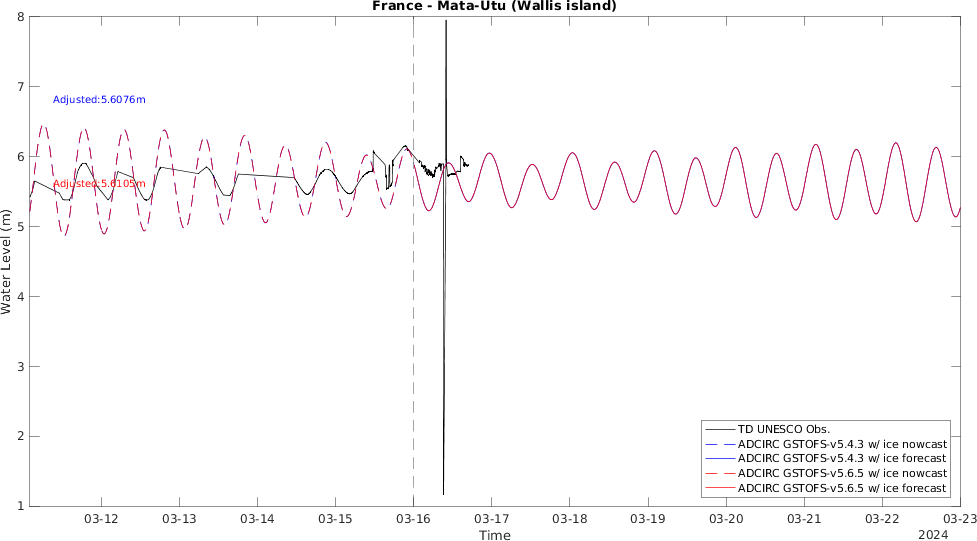 France - Mata-Utu (Wallis island)
8
7
6
5
4
3
2
1
Water Level (m)
Adjusted:5.6076m
Adjusted:5.6105m
TD UNESCO Obs.
ADCIRC GSTOFS-v5.4.3 w/ ice nowcast
ADCIRC GSTOFS-v5.4.3 w/ ice forecast
ADCIRC GSTOFS-v5.6.5 w/ ice nowcast
ADCIRC GSTOFS-v5.6.5 w/ ice forecast
03-12 03-13 03-14 03-15 03-16 03-17 03-18 03-19 03-20 03-21 03-22 03-23
Time
2024